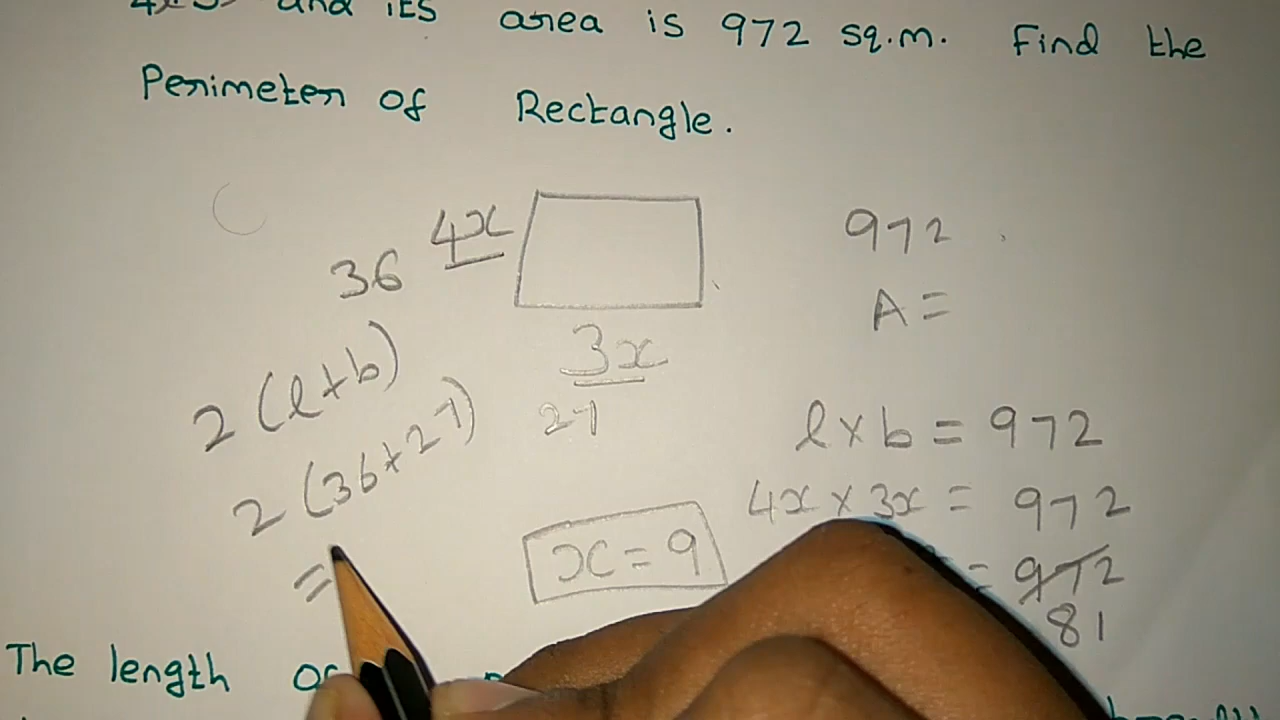 and its area is 972 sq.m. Find the
Perimeter of Rectangle.
4x
36
3x
27
972
A =
2 (l+b)
2 (36+27)
=
l x b = 972
4x x 3x = 972
= 972
81
x = 9
The length